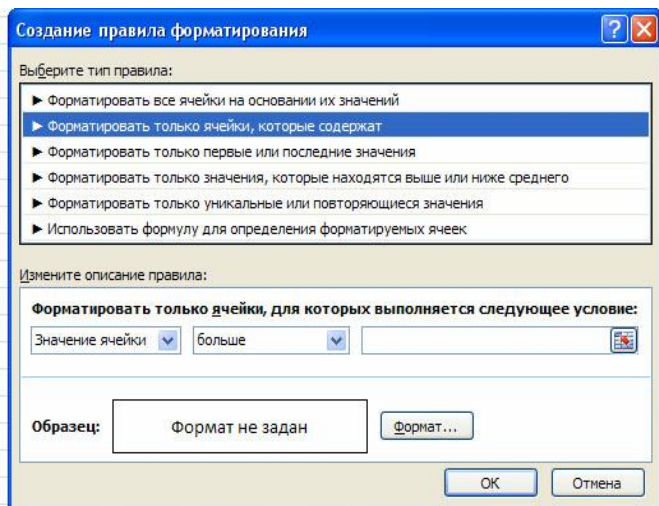 Создание правила форматирования
Выберите тип правила:
► Форматировать все ячейки на основании их значений
► Форматировать только ячейки, которые содержат
► Форматировать только первые или последние значения
► Форматировать только значения, которые находятся выше или ниже среднего
► Форматировать только уникальные или повторяющиеся значения
► Использовать формулу для определения форматируемых ячеек
Измените описание правила:
Форматировать только ячейки, для которых выполняется следующее условие:
Значение ячейки больше
Образец: Формат не задан Формат...
ОК Отмена